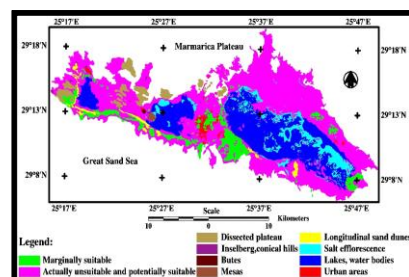 25°17'E 25°27'E 25°37'E 25°47'E
Marmarica Plateau
29°18'N 29°18'N
29°13'N 29°13'N
Great Sand Sea
29°8'N 29°8'N
25°17'E 25°27'E 25°37'E 25°47'E
Scale
10 0 10
Kilometers
Legend:
Marginally suitable
Actually unsuitable and potentially suitable
Dissected plateau
Inselberg,conical hills
Butes
Mesas
Longitudinal sand dunes
Salt efflorescence
Lakes, water bodies
Urban areas